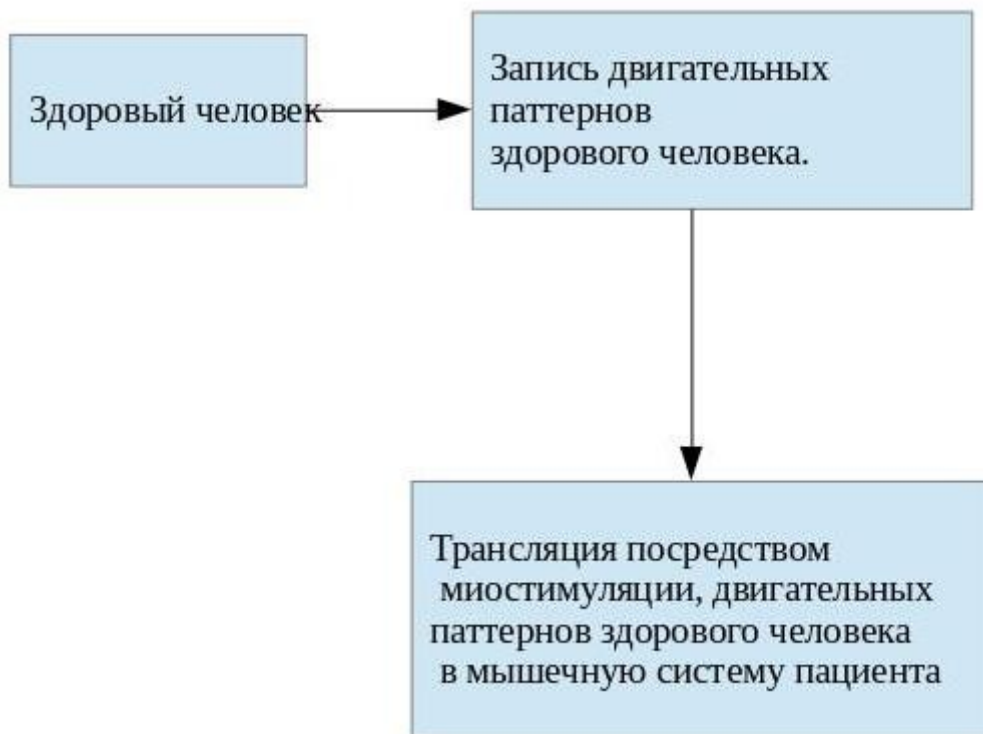 Здоровый человек
Запись двигательных
паттернов
здорового человека.
Трансляция посредством
миостимуляции, двигательных
паттернов здорового человека
в мышечную систему пациента